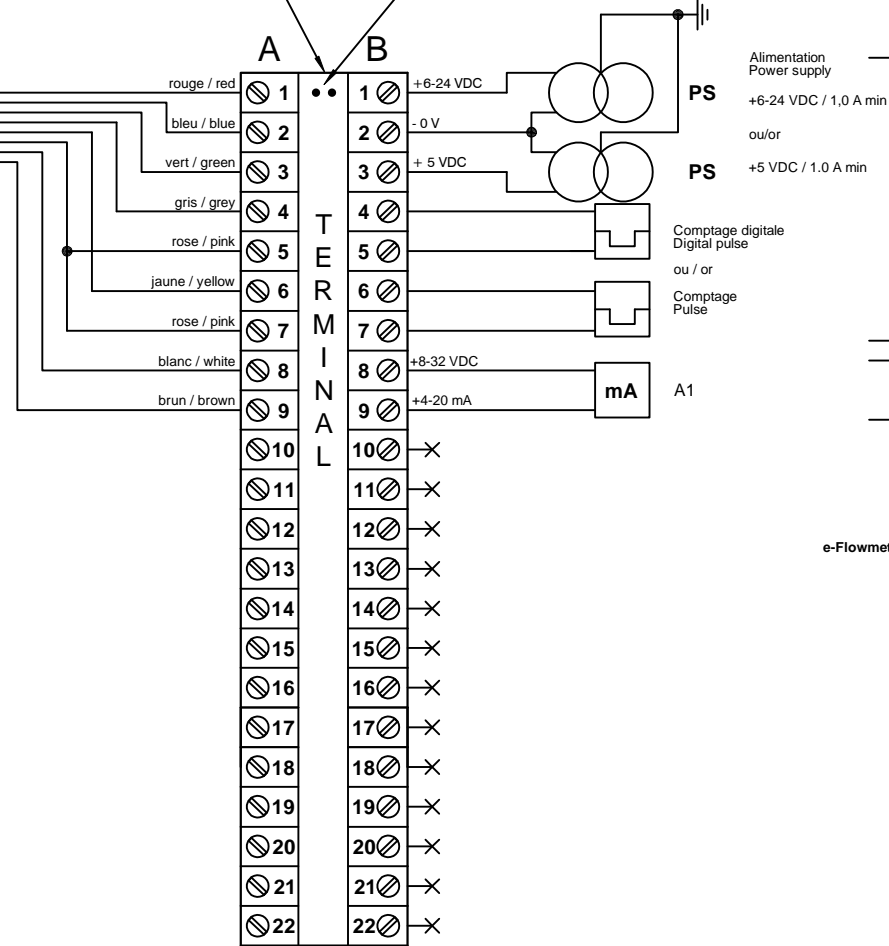 A B
rouge / red
1
1
+6-24 VDC
bleu / blue
2
2
- 0 V
vert / green
3
3
+ 5 VDC
gris / grey
4
4
rose / pink
5
5
jaune / yellow
6
6
rose / pink
7
7
blanc / white
8
8
+8-32 VDC
brun / brown
9
9
+4-20 mA
10
10
11
11
12
12
13
13
14
14
15
15
16
16
17
17
18
18
19
19
20
20
21
21
22
22
TERMINAL
PS
Alimentation
Power supply
+6-24 VDC / 1,0 A min
ou/or
PS
+5 VDC / 1.0 A min
Comptage digitale
Digital pulse
ou / or
Comptage
Pulse
mA
A1